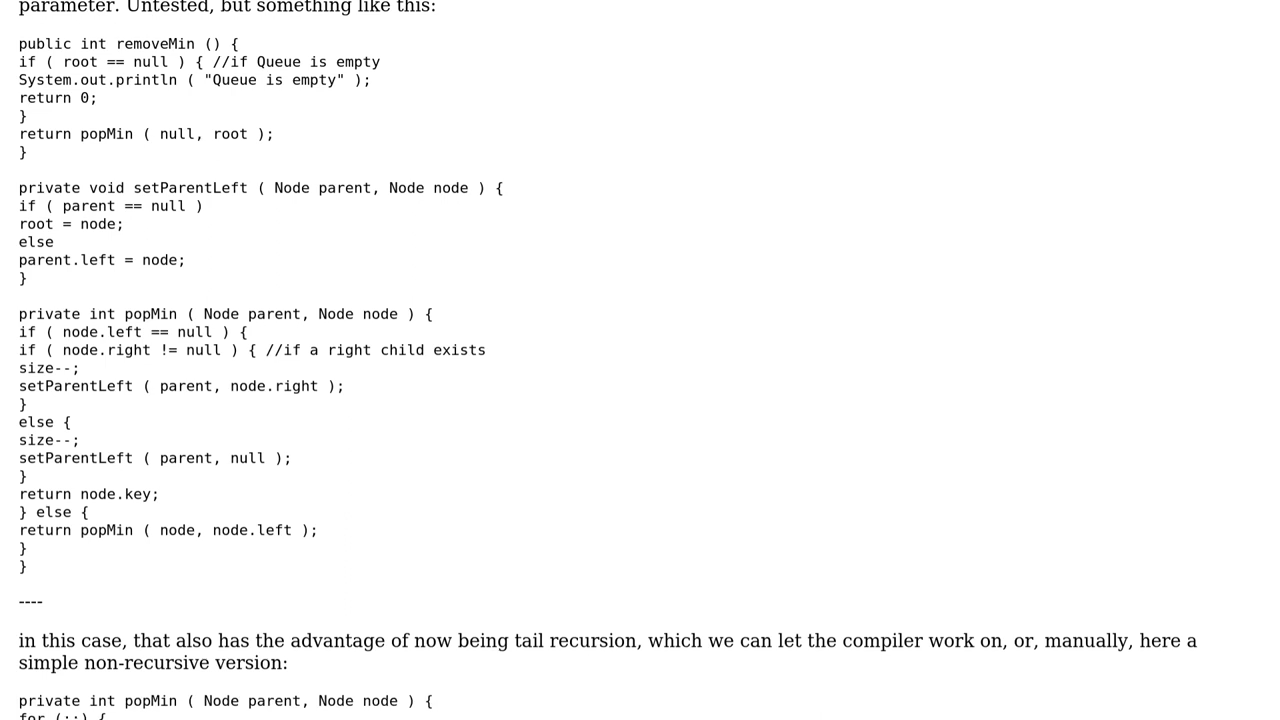 parameter. Untested, but something like this:
public int removeMin () {
if ( root == null ) { //if Queue is empty
System.out.println ( "Queue is empty" );
return 0;
}
return popMin ( null, root );
}
private void setParentLeft ( Node parent, Node node ) {
if ( parent == null )
root = node;
else
parent.left = node;
}
private int popMin ( Node parent, Node node ) {
if ( node.left == null ) {
if ( node.right != null ) { //if a right child exists
size--;
setParentLeft ( parent, node.right );
}
else {
size--;
setParentLeft ( parent, null );
}
return node.key;
} else {
return popMin ( node, node.left );
}
}
----
in this case, that also has the advantage of now being tail recursion, which we can let the compiler work on, or, manually, here a
simple non-recursive version:
private int popMin ( Node parent, Node node ) {
for (;;) {